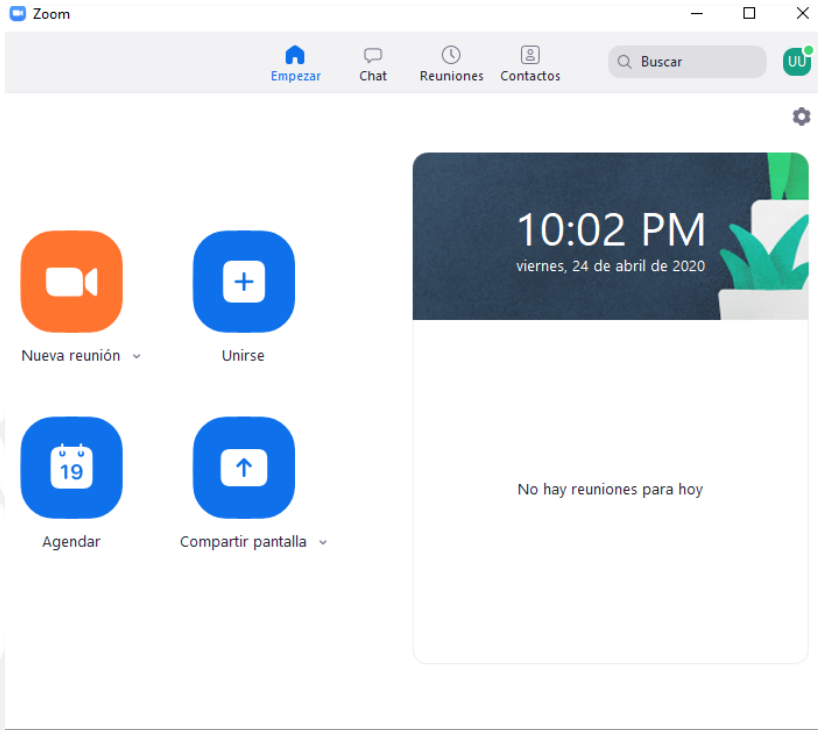 Zoom
Empezar Chat Reuniones Contactos Buscar UU
10:02 PM
viernes, 24 de abril de 2020
Nueva reunión Unirse
19
Agendar Compartir pantalla
No hay reuniones para hoy